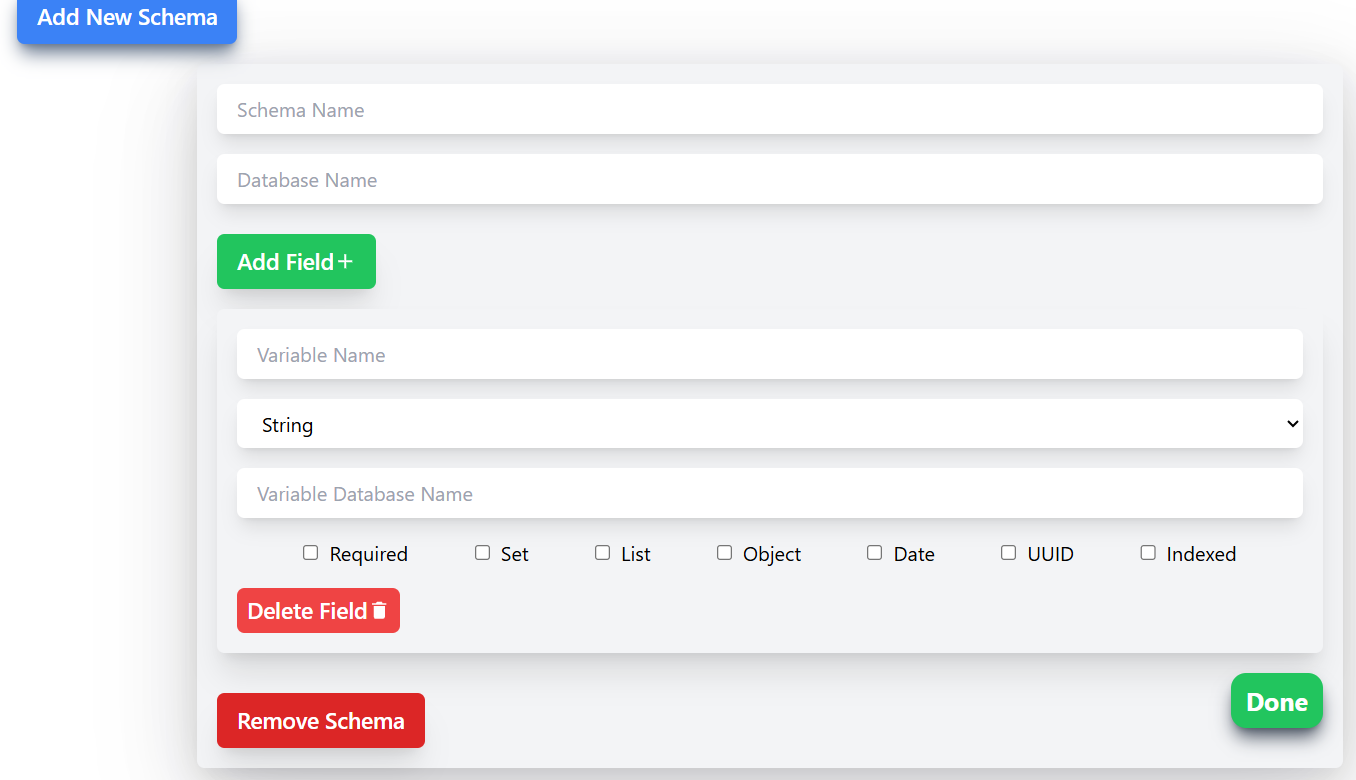 Add New Schema
Schema Name
Database Name
Add Field+
Variable Name
String
Variable Database Name
Required Set List Object Date UUID Indexed
Delete Field
Done
Remove Schema